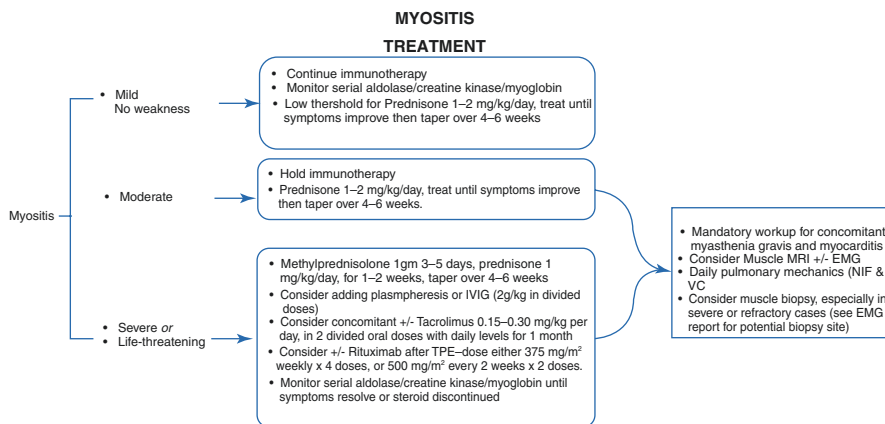 MYOSITIS
TREATMENT
Myositis
• Mild
No weakness
• Continue immunotherapy
• Monitor serial aldolase/creatine kinase/myoglobin
• Low thershold for Prednisone 1–2 mg/kg/day, treat until
symptoms improve then taper over 4–6 weeks
• Moderate
• Hold immunotherapy
• Prednisone 1–2 mg/kg/day, treat until symptoms improve
then taper over 4–6 weeks.
• Severe or
Life-threatening
• Methylprednisolone 1gm 3–5 days, prednisone 1
mg/kg/day, for 1–2 weeks, taper over 4–6 weeks
• Consider adding plasmpheresis or IVIG (2g/kg in divided
doses)
• Consider concomitant +/- Tacrolimus 0.15–0.30 mg/kg per
day, in 2 divided oral doses with daily levels for 1 month
• Consider +/- Rituximab after TPE–dose either 375 mg/m²
weekly x 4 doses, or 500 mg/m² every 2 weeks x 2 doses.
• Monitor serial aldolase/creatine kinase/myoglobin until
symptoms resolve or steroid discontinued
• Mandatory workup for concomitant
myasthenia gravis and myocarditis
• Consider Muscle MRI +/- EMG
• Daily pulmonary mechanics (NIF &
VC
• Consider muscle biopsy, especially in
severe or refractory cases (see EMG
report for potential biopsy site)